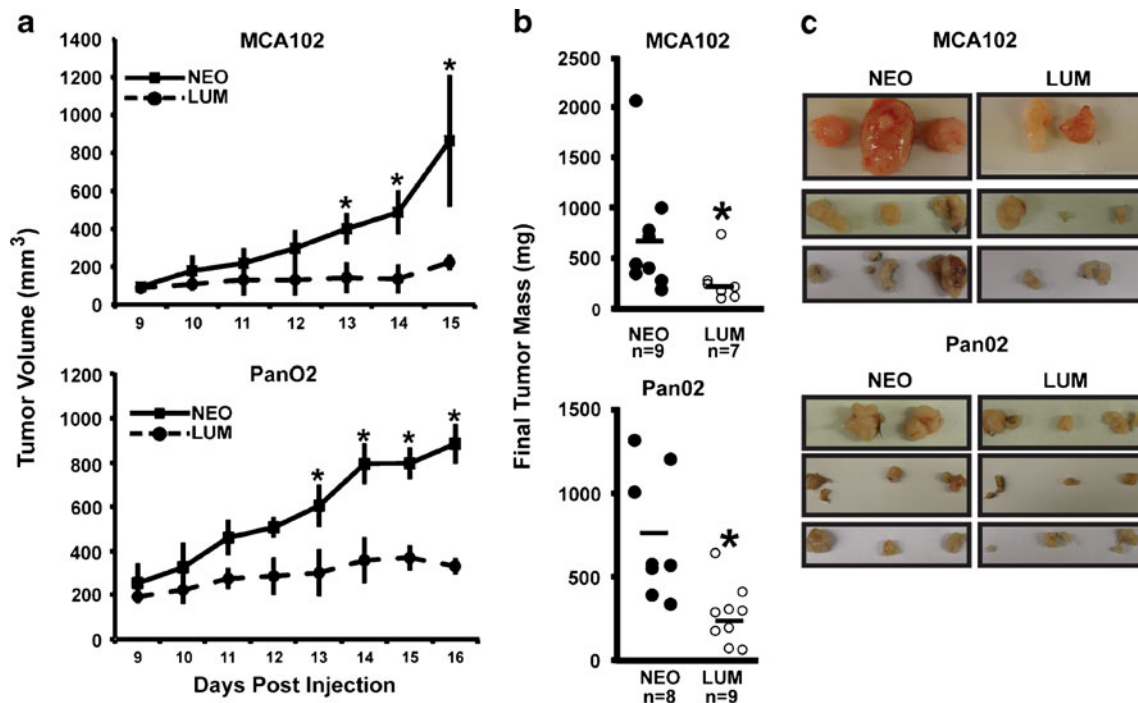 a
MCA102
NEO
LUM
1400
1200
1000
800
600
400
200
0
* * *
9 10 11 12 13 14 15
PanO2
NEO
LUM
1200
1000
800
600
400
200
0
* * * *
9 10 11 12 13 14 15 16
Tumor Volume (mm³)
Days Post Injection
b
MCA102
2500
2000
1500
1000
500
0
*
NEO LUM
n=9 n=7
Pan02
1500
1000
500
0
*
NEO LUM
n=8 n=9
Final Tumor Mass (mg)
c
MCA102
NEO LUM
Pan02
NEO LUM